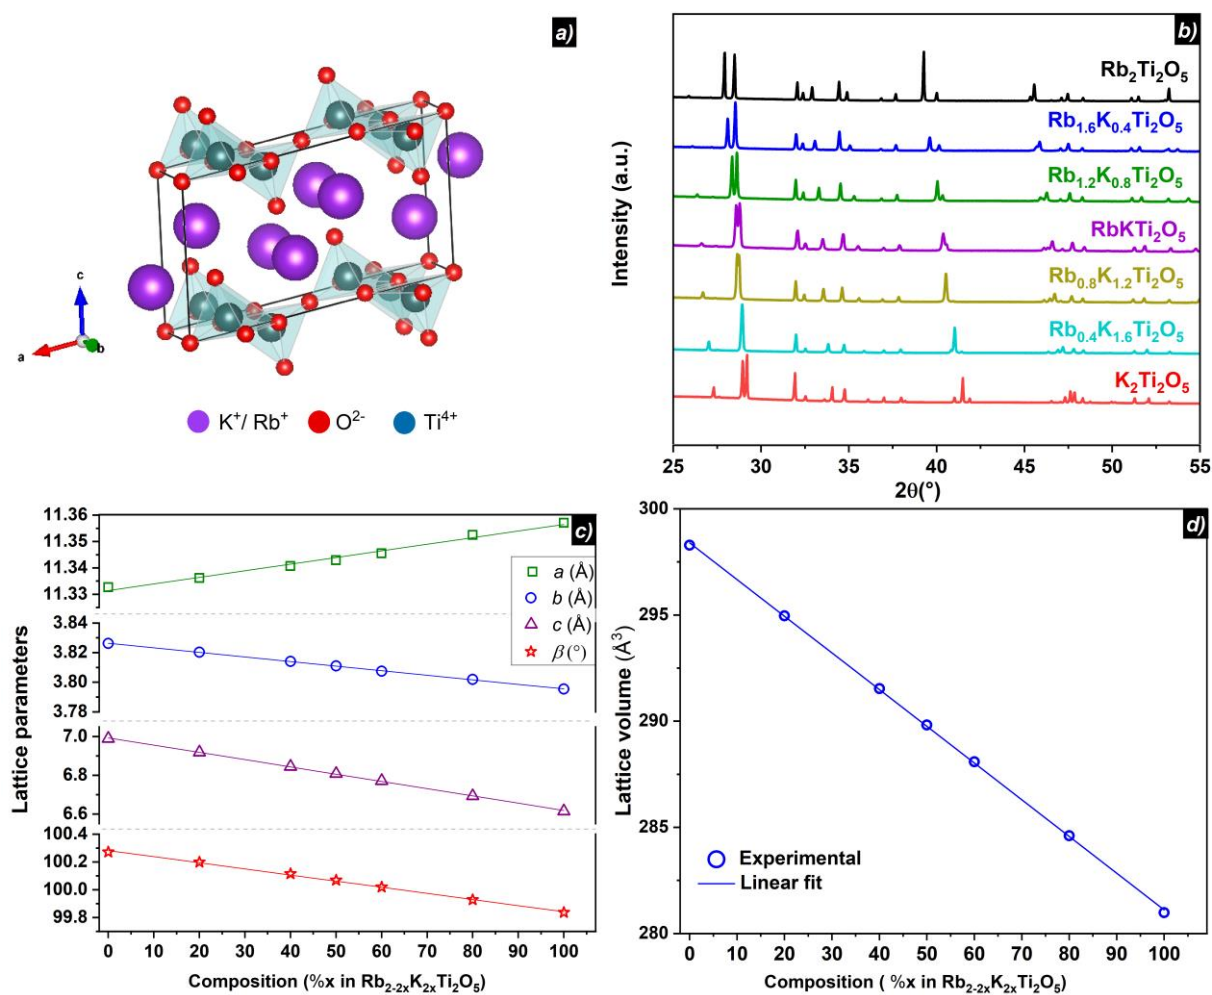 a)
c
a
b
K⁺/ Rb⁺
O²⁻
Ti⁴⁺
b)
Intensity (a.u.)
Rb₂Ti₂O₅
Rb₁.₆K₀.₄Ti₂O₅
Rb₁.₂K₀.₈Ti₂O₅
RbKTi₂O₅
Rb₀.₈K₁.₂Ti₂O₅
Rb₀.₄K₁.₆Ti₂O₅
K₂Ti₂O₅
25 30 35 40 45 50 55
2θ(°)
c)
Lattice parameters
11.36
11.35
11.34
11.33
3.84
3.82
3.80
3.78
7.0
6.8
6.6
100.4
100.2
100.0
99.8
a (Å)
b (Å)
c (Å)
β (°)
0 10 20 30 40 50 60 70 80 90 100
Composition (%x in Rb₂₋₂ₓK₂ₓTi₂O₅)
d)
Lattice volume (Å³)
300
295
290
285
280
Experimental
Linear fit
0 10 20 30 40 50 60 70 80 90 100
Composition ( %x in Rb₂₋₂ₓK₂ₓTi₂O₅)